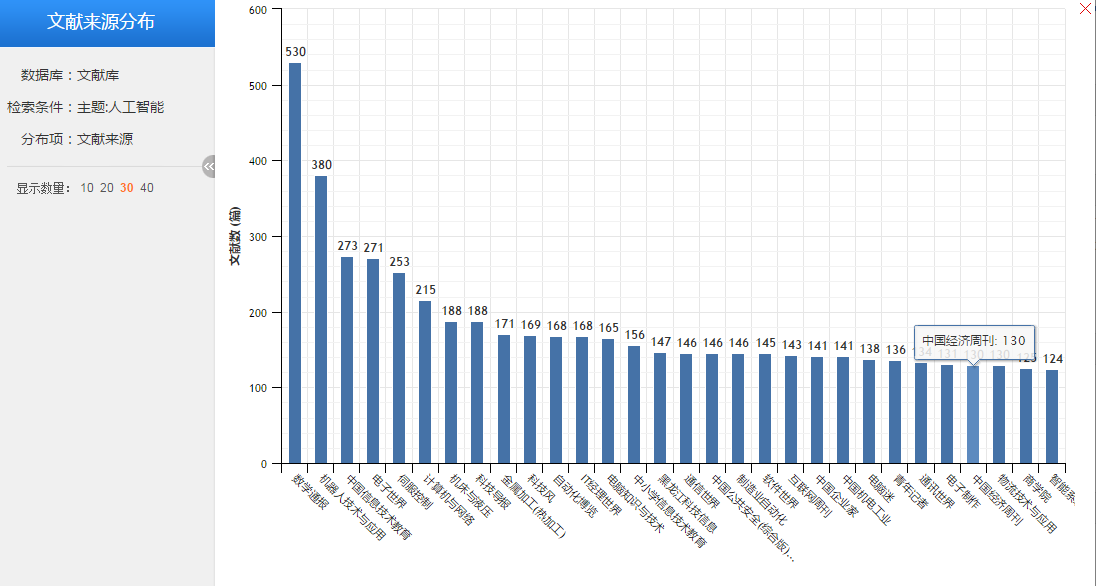 文献来源分布
数据库：文献库
检索条件：主题:人工智能
分布项：文献来源
显示数量： 10 20 30 40
文献数 (篇)
600
500
400
300
200
100
0
530
380
273
271
253
215
188
188
171
169
168
168
165
156
147
146
146
146
145
143
141
141
138
136
134
131
130
130
125
124
中国经济周刊: 130
数学通报
机器人技术与应用
中国信息技术教育
电子世界
伺服控制
计算机与网络
机床与液压
科技导报
金属加工(热加工)
科技风
自动化博览
IT经理世界
电脑知识与技术
中小学信息技术教育
黑龙江科技信息
通信世界
中国公共安全(综合版)...
制造业自动化
软件世界
互联网周刊
中国企业家
中国机电工业
电脑迷
青年记者
通讯世界
电子制作
中国经济周刊
物流技术与应用
商学院
智能系